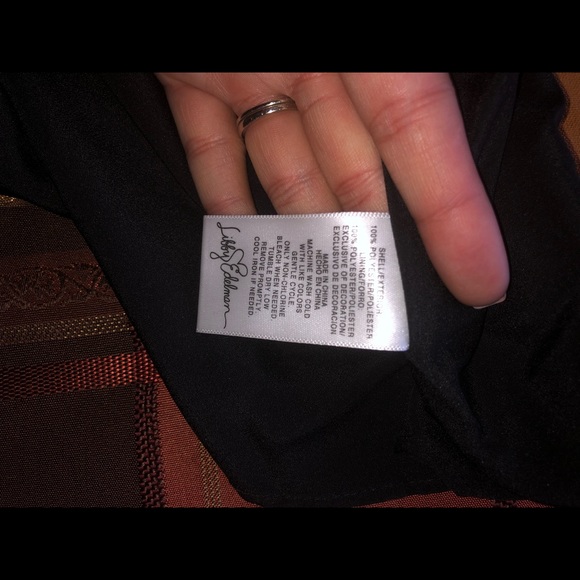 SHELL/EXTERIOR
100% POLYESTER/POLIESTER
LINING/FORRO
100% POLYESTER/POLIESTER
EXCLUSIVE OF DECORATION/
EXCLUSIVO DE DECORACION
MADE IN CHINA
HECHO EN CHINA
MACHINE WASH COLD
WITH LIKE COLORS
GENTLE CYCLE.
ONLY NON-CHLORINE
BLEACH WHEN NEEDED
TUMBLE DRY LOW
REMOVE PROMPTLY
COOL IRON IF NEEDED.
Libby Edelman